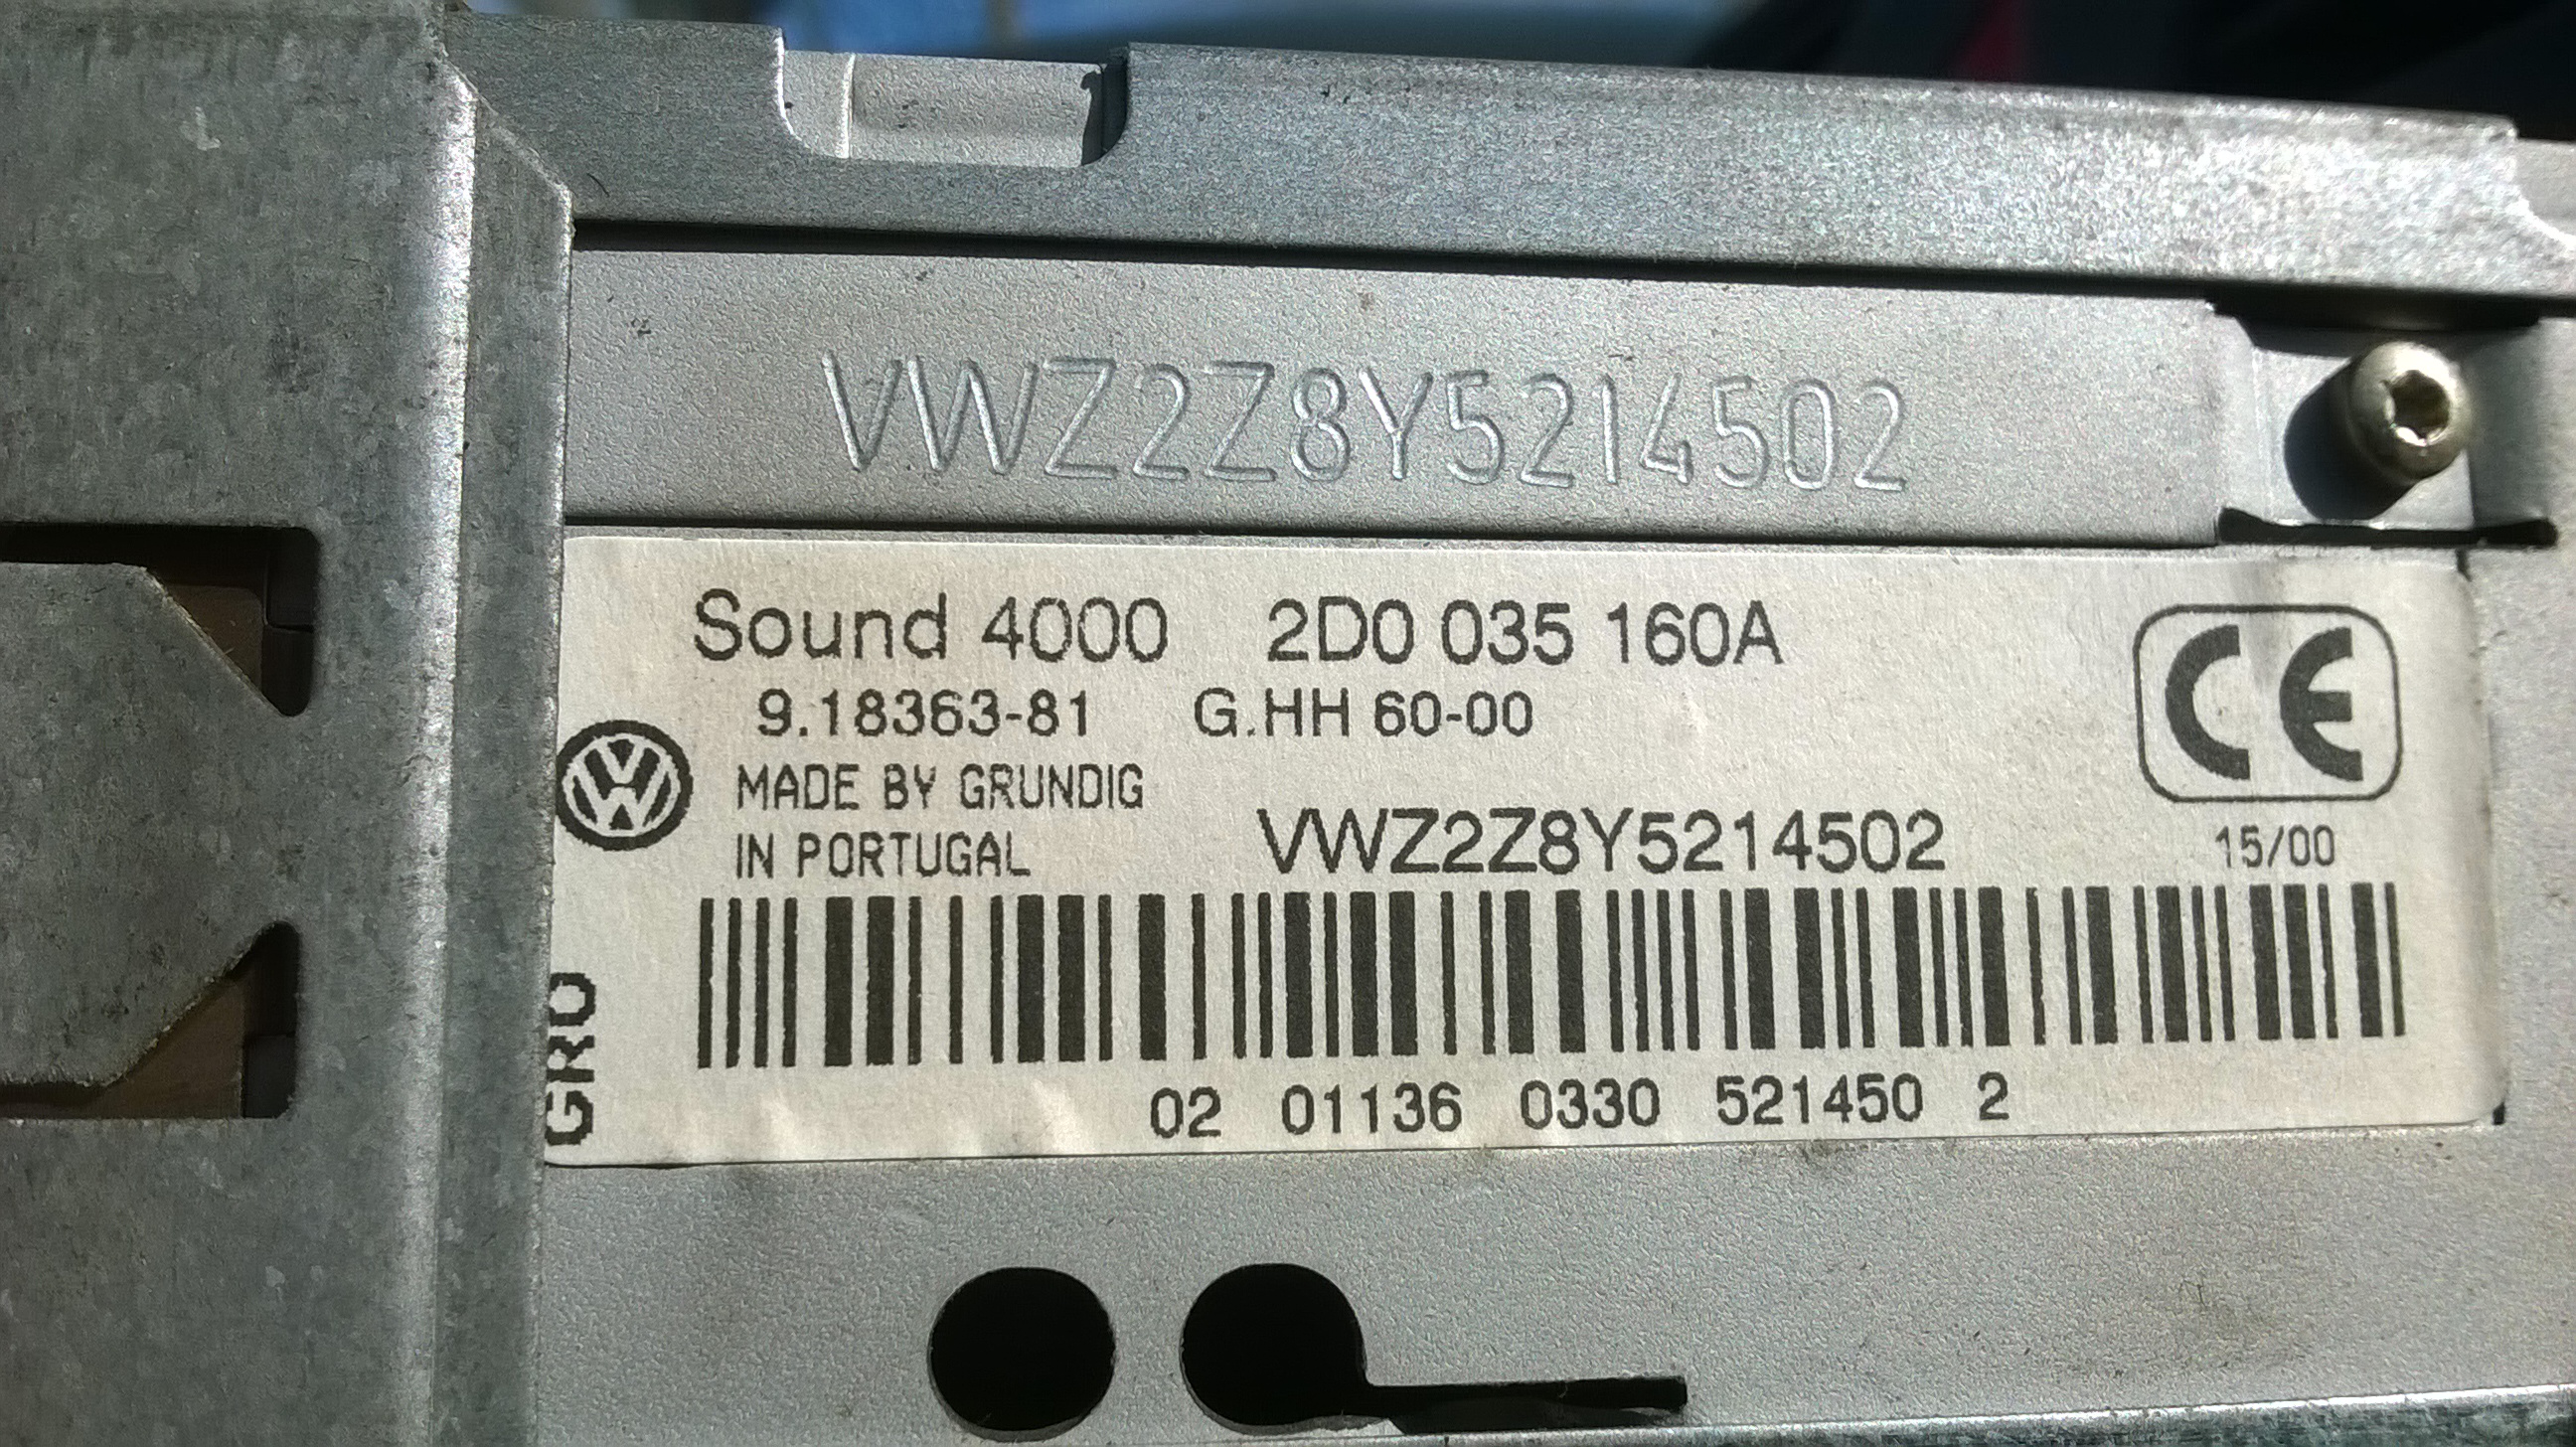 VWZ2Z8Y5214502
Sound 4000 2D0 035 160A
9.18363-81 G.HH 60-00
MADE BY GRUNDIG
IN PORTUGAL
VWZ2Z8Y5214502
CE
15/00
GRO
02 01136 0330 521450 2